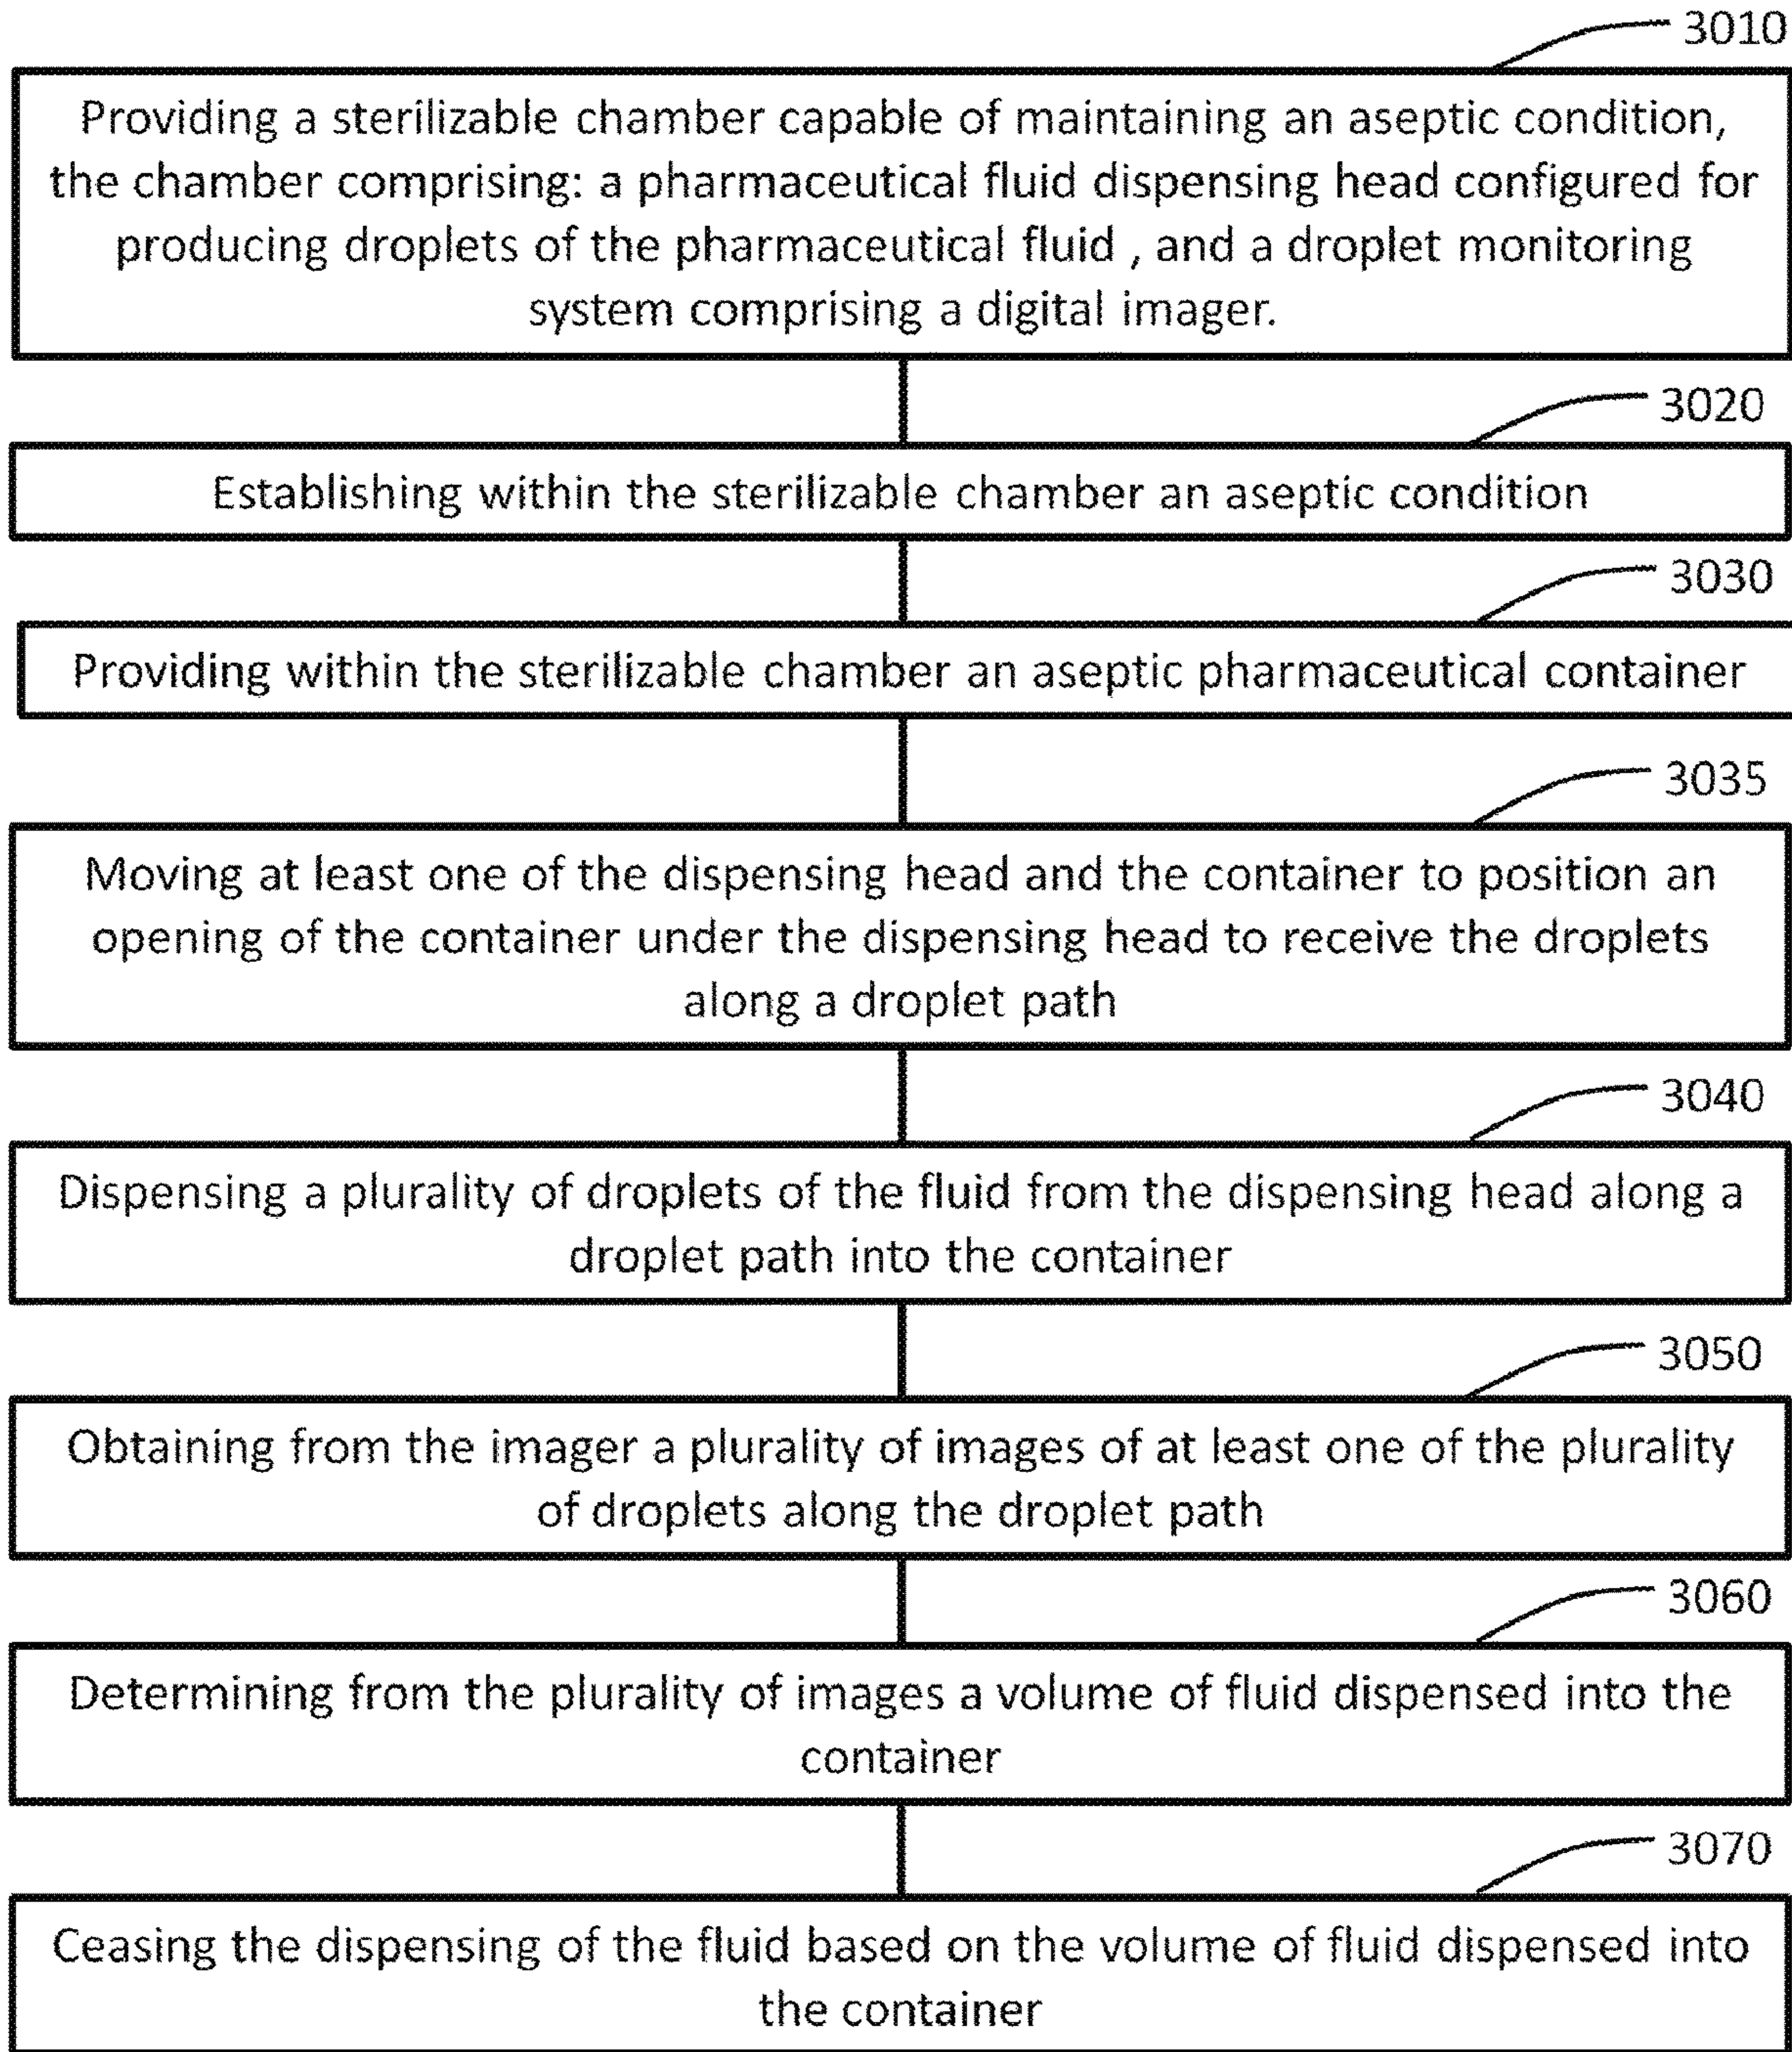 3010
Providing a sterilizable chamber capable of maintaining an aseptic condition,
the chamber comprising: a pharmaceutical fluid dispensing head configured for
producing droplets of the pharmaceutical fluid , and a droplet monitoring
system comprising a digital imager.
3020
Establishing within the sterilizable chamber an aseptic condition
3030
Providing within the sterilizable chamber an aseptic pharmaceutical container
3035
Moving at least one of the dispensing head and the container to position an
opening of the container under the dispensing head to receive the droplets
along a droplet path
3040
Dispensing a plurality of droplets of the fluid from the dispensing head along a
droplet path into the container
3050
Obtaining from the imager a plurality of images of at least one of the plurality
of droplets along the droplet path
3060
Determining from the plurality of images a volume of fluid dispensed into the
container
3070
Ceasing the dispensing of the fluid based on the volume of fluid dispensed into
the container